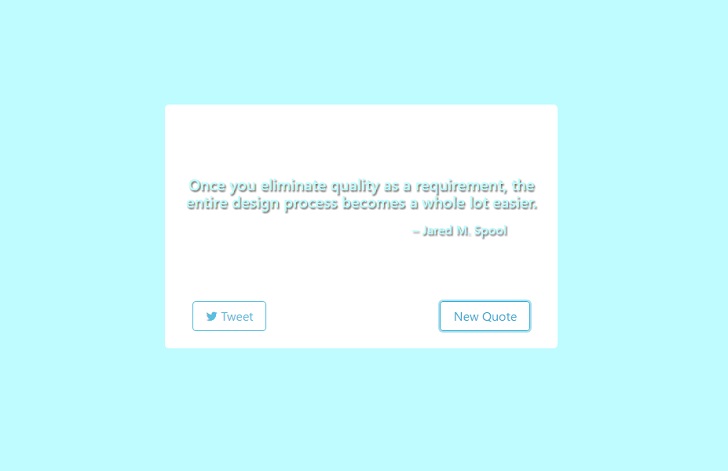 Once you eliminate quality as a requirement, the
entire design process becomes a whole lot easier.
– Jared M. Spool
Tweet
New Quote